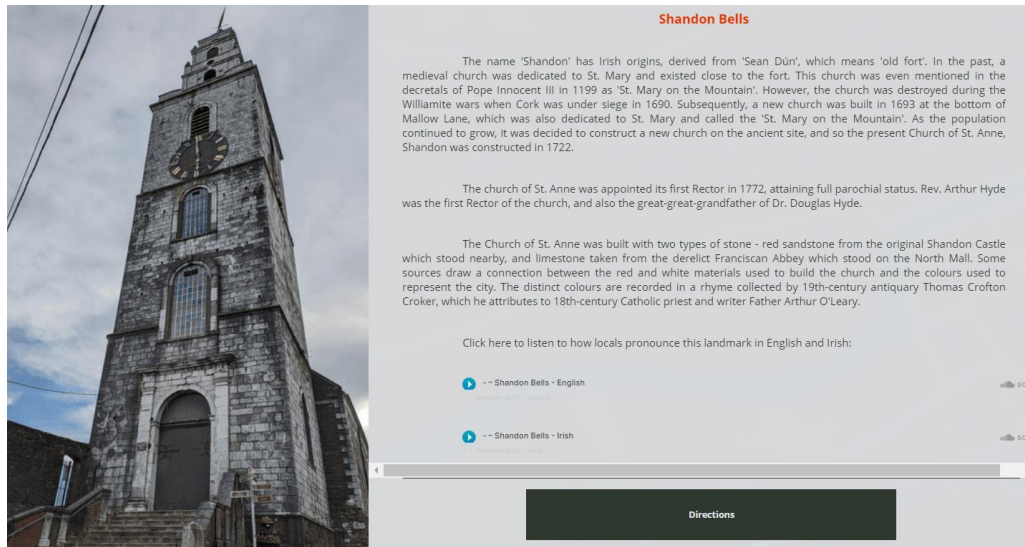 Shandon Bells
The name 'Shandon' has Irish origins, derived from 'Sean Dún', which means 'old fort'. In the past, a
medieval church was dedicated to St. Mary and existed close to the fort. This church was even mentioned in the
decretals of Pope Innocent III in 1199 as 'St. Mary on the Mountain'. However, the church was destroyed during the
Williamite wars when Cork was under siege in 1690. Subsequently, a new church was built in 1693 at the bottom of
Mallow Lane, which was also dedicated to St. Mary and called the 'St. Mary on the Mountain'. As the population
continued to grow, it was decided to construct a new church on the ancient site, and so the present Church of St. Anne,
Shandon was constructed in 1722.
The church of St. Anne was appointed its first Rector in 1772, attaining full parochial status. Rev. Arthur Hyde
was the first Rector of the church, and also the great-great-grandfather of Dr. Douglas Hyde.
The Church of St. Anne was built with two types of stone - red sandstone from the original Shandon Castle
which stood nearby, and limestone taken from the derelict Franciscan Abbey which stood on the North Mall. Some
sources draw a connection between the red and white materials used to build the church and the colours used to
represent the city. The distinct colours are recorded in a rhyme collected by 19th-century antiquary Thomas Crofton
Croker, which he attributes to 18th-century Catholic priest and writer Father Arthur O'Leary.
Click here to listen to how locals pronounce this landmark in English and Irish:
- – Shandon Bells - English
- – Shandon Bells - English
- – Shandon Bells - Irish
- – Shandon Bells - Irish
Directions